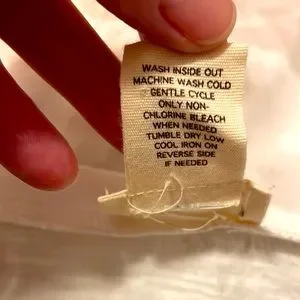 WASH INSIDE OUT
MACHINE WASH COLD
GENTLE CYCLE
ONLY NON-
CHLORINE BLEACH
WHEN NEEDED
TUMBLE DRY LOW
COOL IRON ON
REVERSE SIDE
IF NEEDED